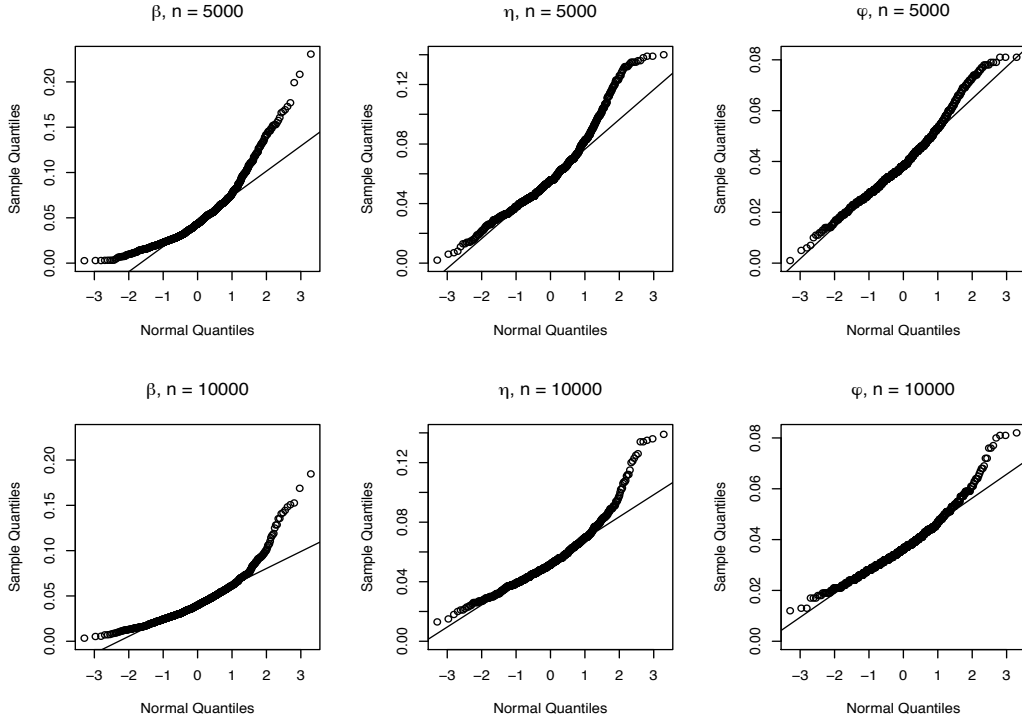 β, n = 5000
Sample Quantiles
0.00 0.05 0.10 0.15 0.20
−3 −2 −1 0 1 2 3
Normal Quantiles
η, n = 5000
Sample Quantiles
0.00 0.04 0.08 0.12
−3 −2 −1 0 1 2 3
Normal Quantiles
φ, n = 5000
Sample Quantiles
0.00 0.02 0.04 0.06 0.08
−3 −2 −1 0 1 2 3
Normal Quantiles
β, n = 10000
Sample Quantiles
0.00 0.05 0.10 0.15 0.20
−3 −2 −1 0 1 2 3
Normal Quantiles
η, n = 10000
Sample Quantiles
0.00 0.04 0.08 0.12
−3 −2 −1 0 1 2 3
Normal Quantiles
φ, n = 10000
Sample Quantiles
0.00 0.02 0.04 0.06 0.08
−3 −2 −1 0 1 2 3
Normal Quantiles